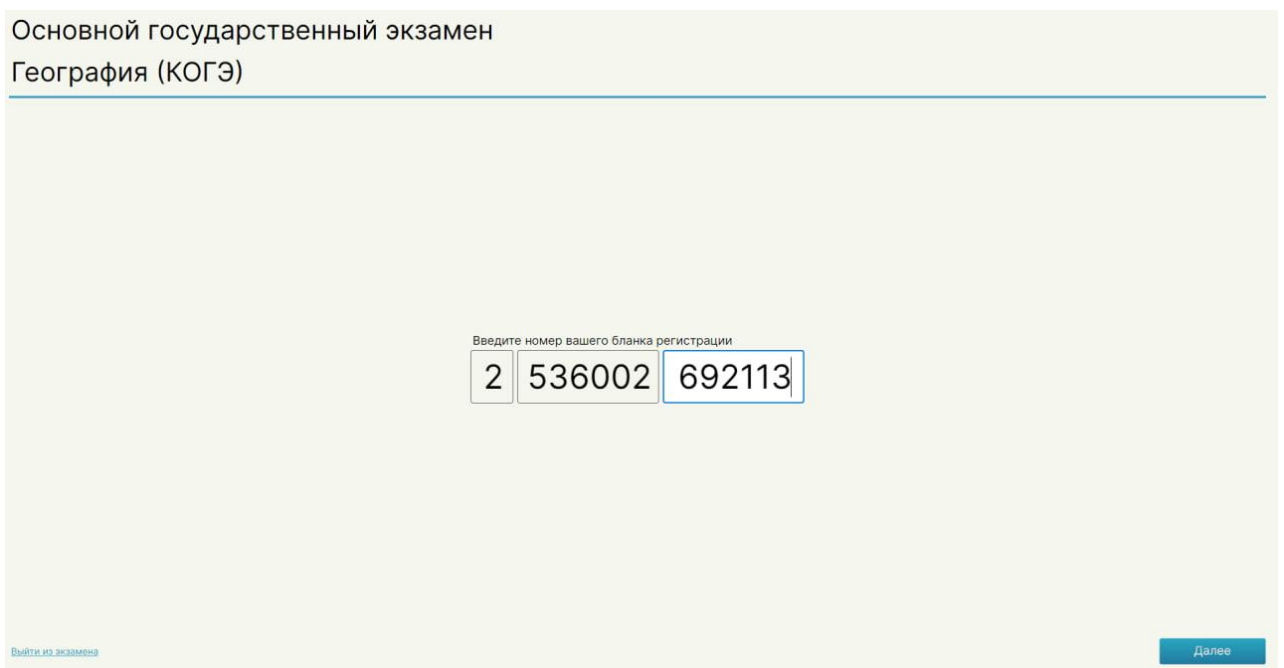 Основной государственный экзамен
География (КОГЭ)
Введите номер вашего бланка регистрации
2 536002 692113
Выйти из экзамена
Далее